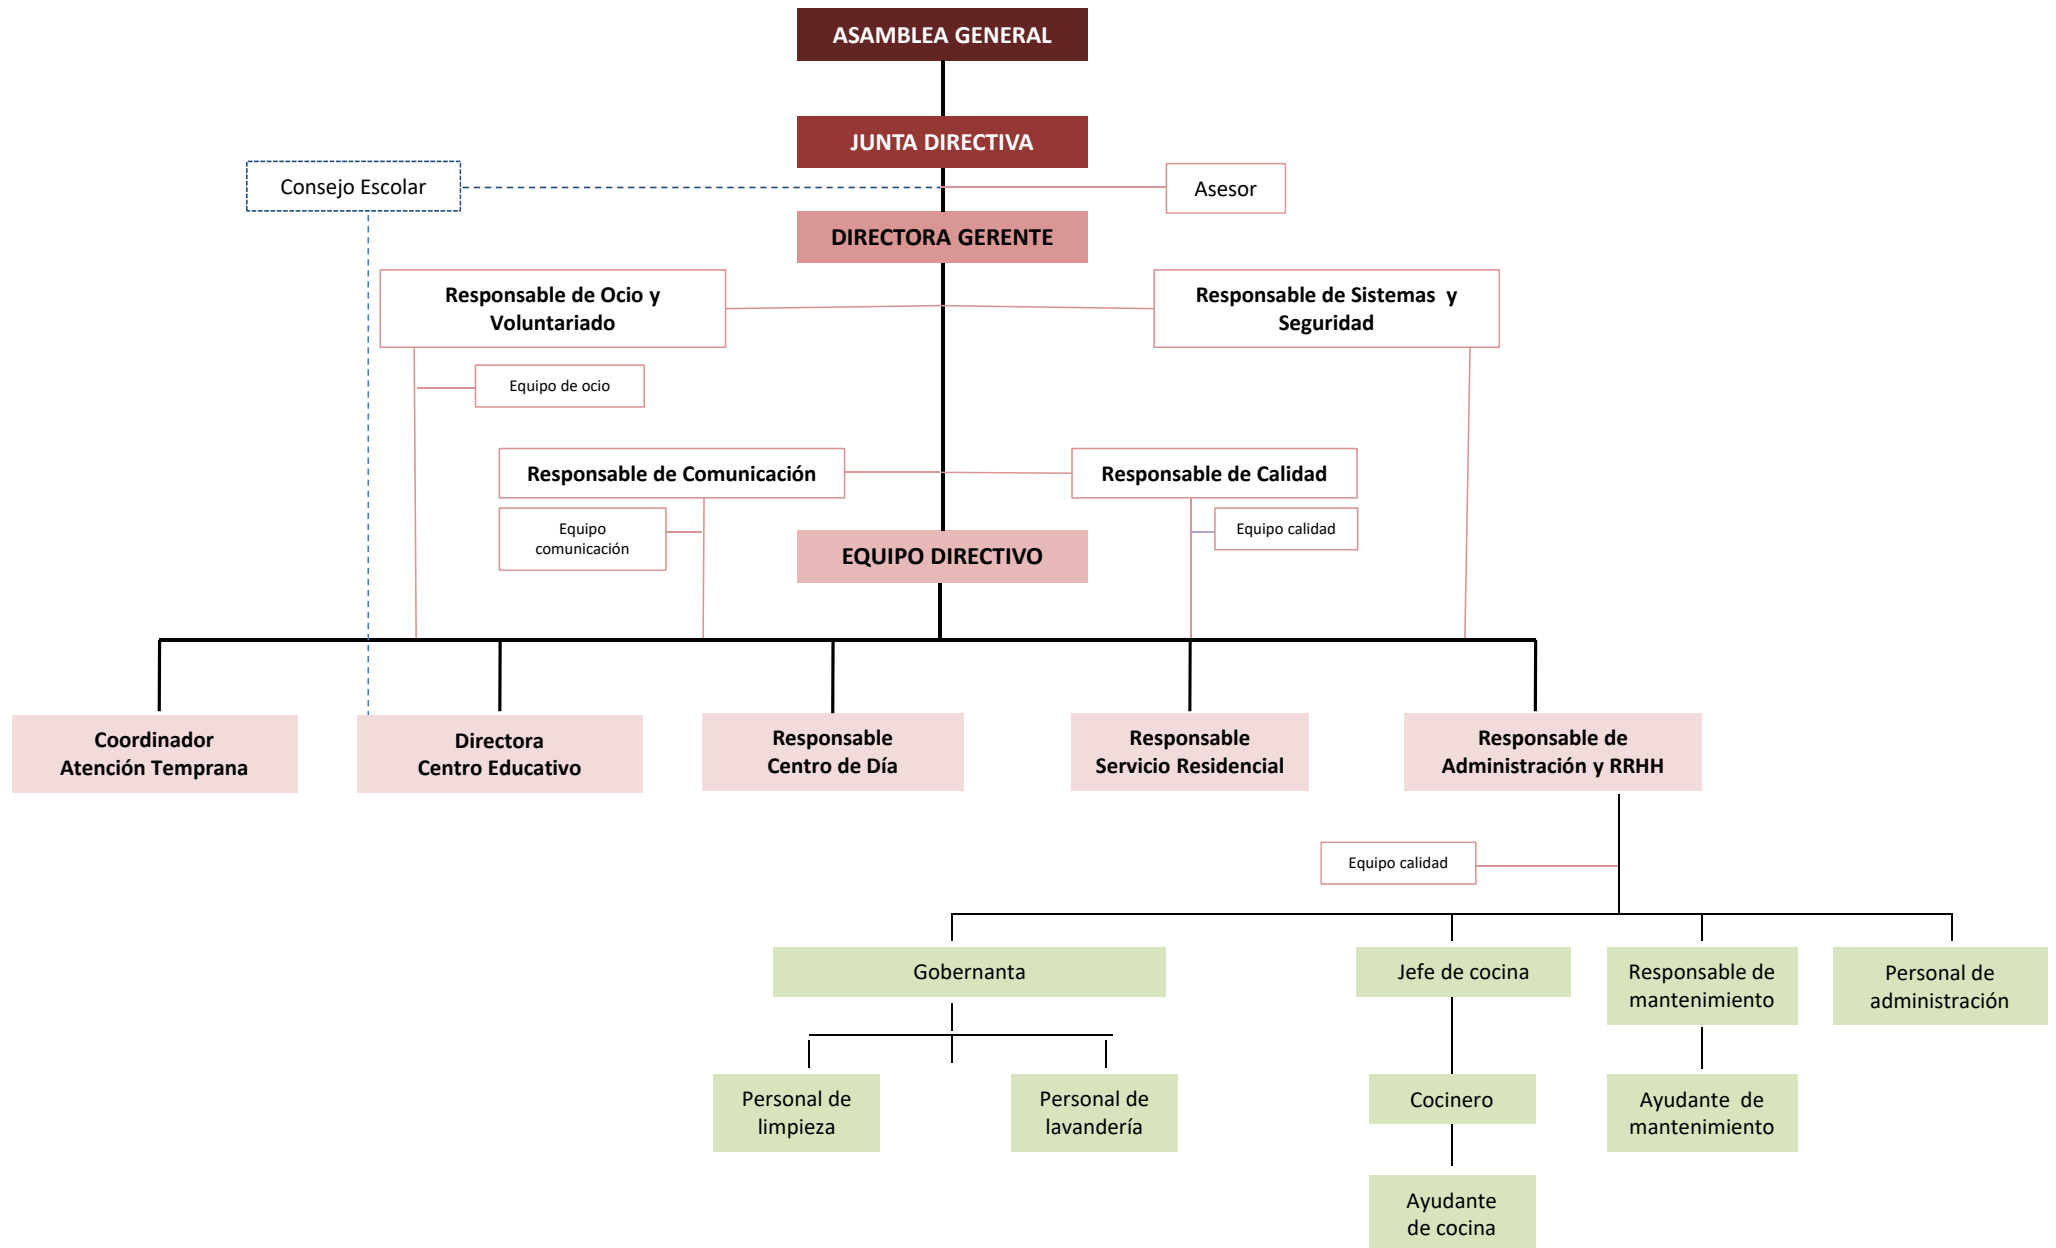 ASAMBLEA GENERAL
JUNTA DIRECTIVA
Consejo Escolar
Asesor
DIRECTORA GERENTE
Responsable de Ocio y
Voluntariado
Responsable de Sistemas  y
Seguridad
Equipo de ocio
Responsable de Comunicación
Responsable de Calidad
Equipo
comunicación
Equipo calidad
EQUIPO DIRECTIVO
Coordinador
Atención Temprana
Directora
Centro Educativo
Responsable
Centro de Día
Responsable
Servicio Residencial
Responsable de
Administración y RRHH
Equipo calidad
Gobernanta
Jefe de cocina
Responsable de
mantenimiento
Personal de
administración
Personal de
limpieza
Personal de
lavandería
Cocinero
Ayudante  de
mantenimiento
Ayudante
de cocina